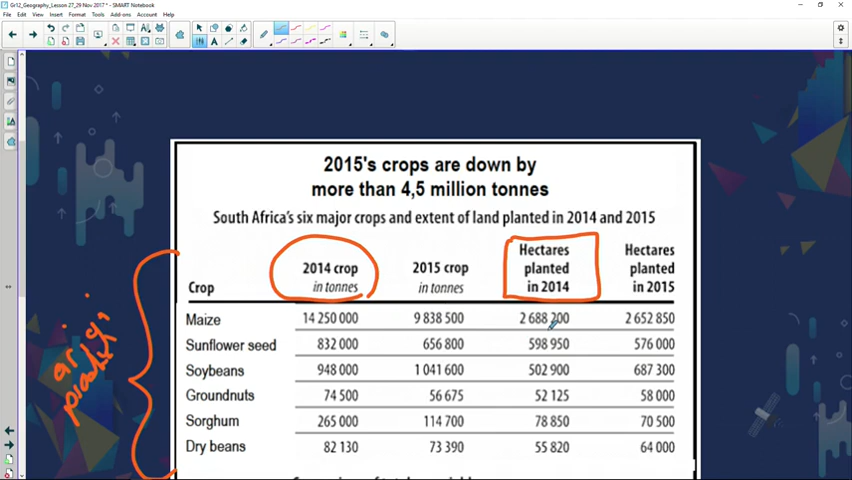 Gr12_Geography_Lesson 27_29 Nov 2017 * - SMART Notebook
File Edit View Insert Format Tools Add-ons Account Help
2015's crops are down by
more than 4,5 million tonnes
South Africa's six major crops and extent of land planted in 2014 and 2015
Crop 2014 crop in tonnes 2015 crop in tonnes Hectares planted in 2014 Hectares planted in 2015
Maize 14 250 000 9 838 500 2 688 200 2 652 850
Sunflower seed 832 000 656 800 598 950 576 000
Soybeans 948 000 1 041 600 502 900 687 300
Groundnuts 74 500 56 675 52 125 58 000
Sorghum 265 000 114 700 78 850 70 500
Dry beans 82 130 73 390 55 820 64 000